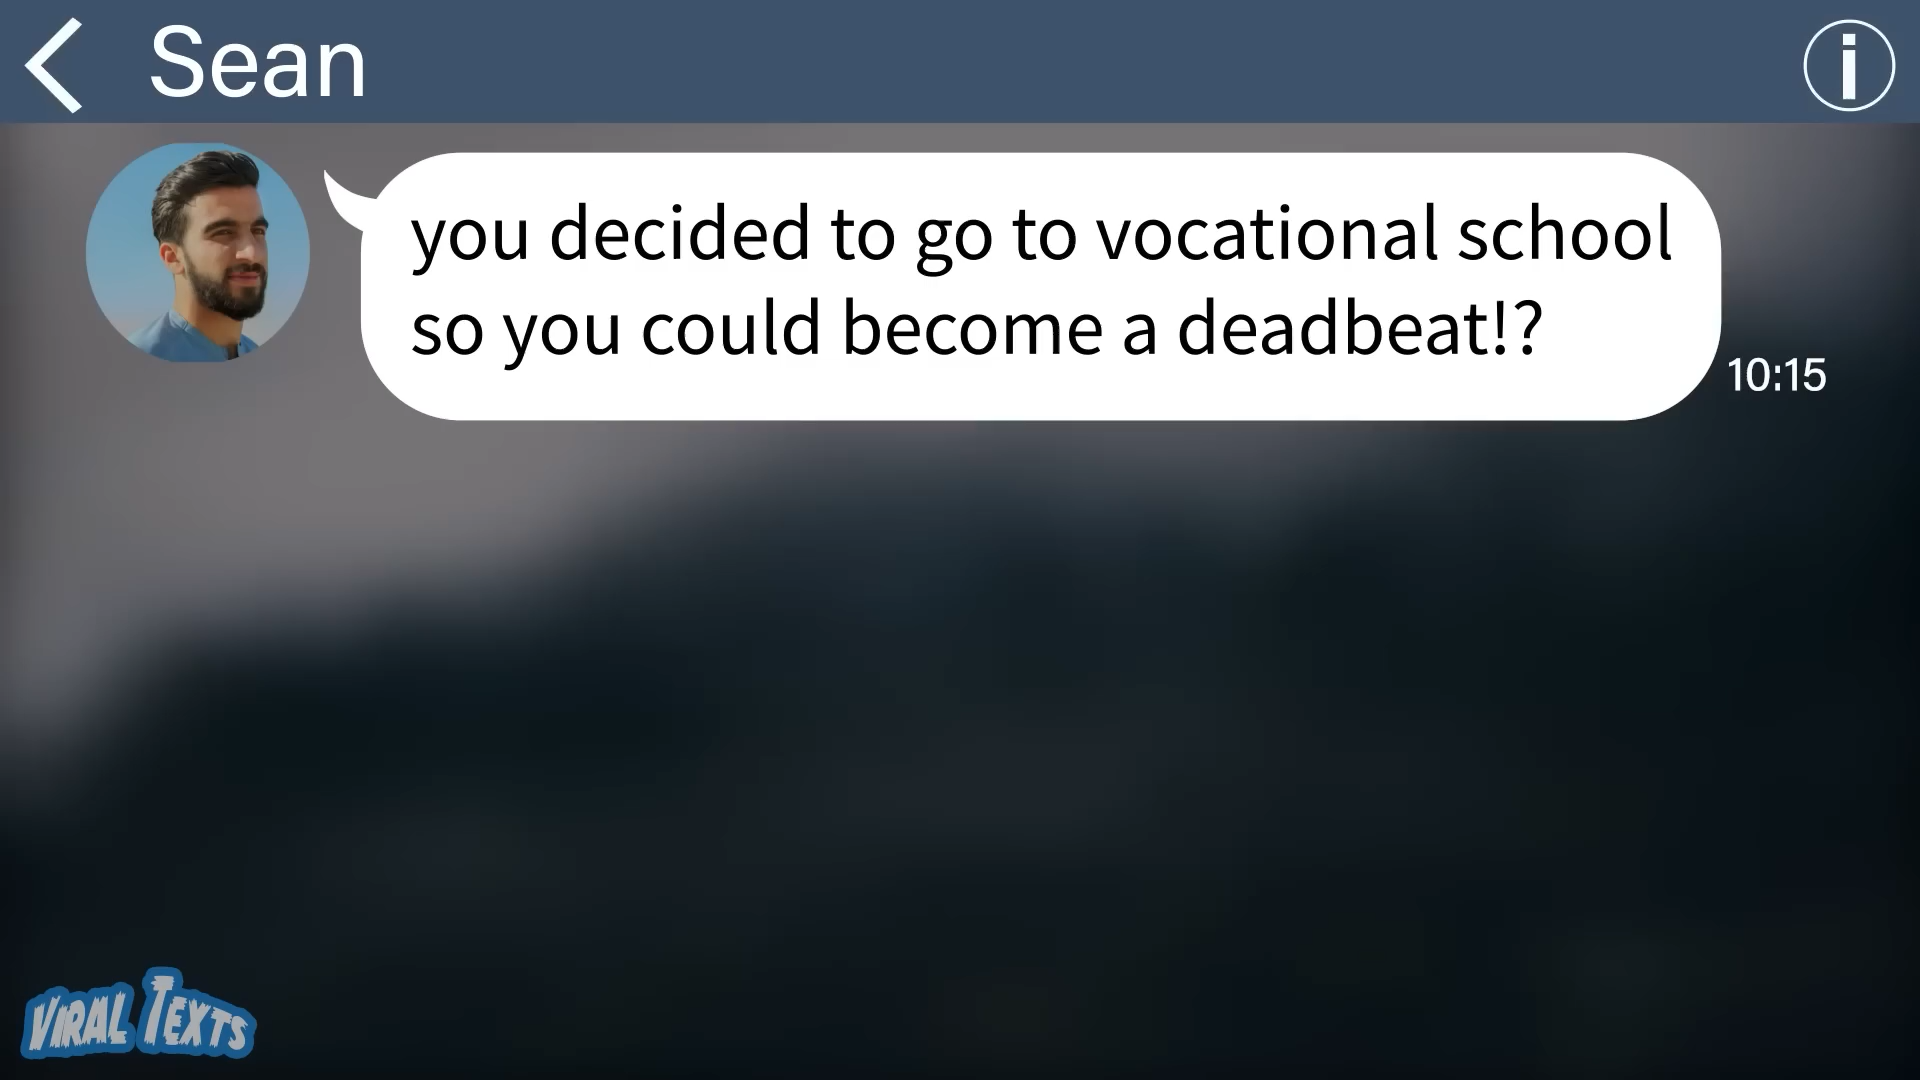 Sean
i
you decided to go to vocational school
so you could become a deadbeat!?
10:15
VIRAL TEXTS